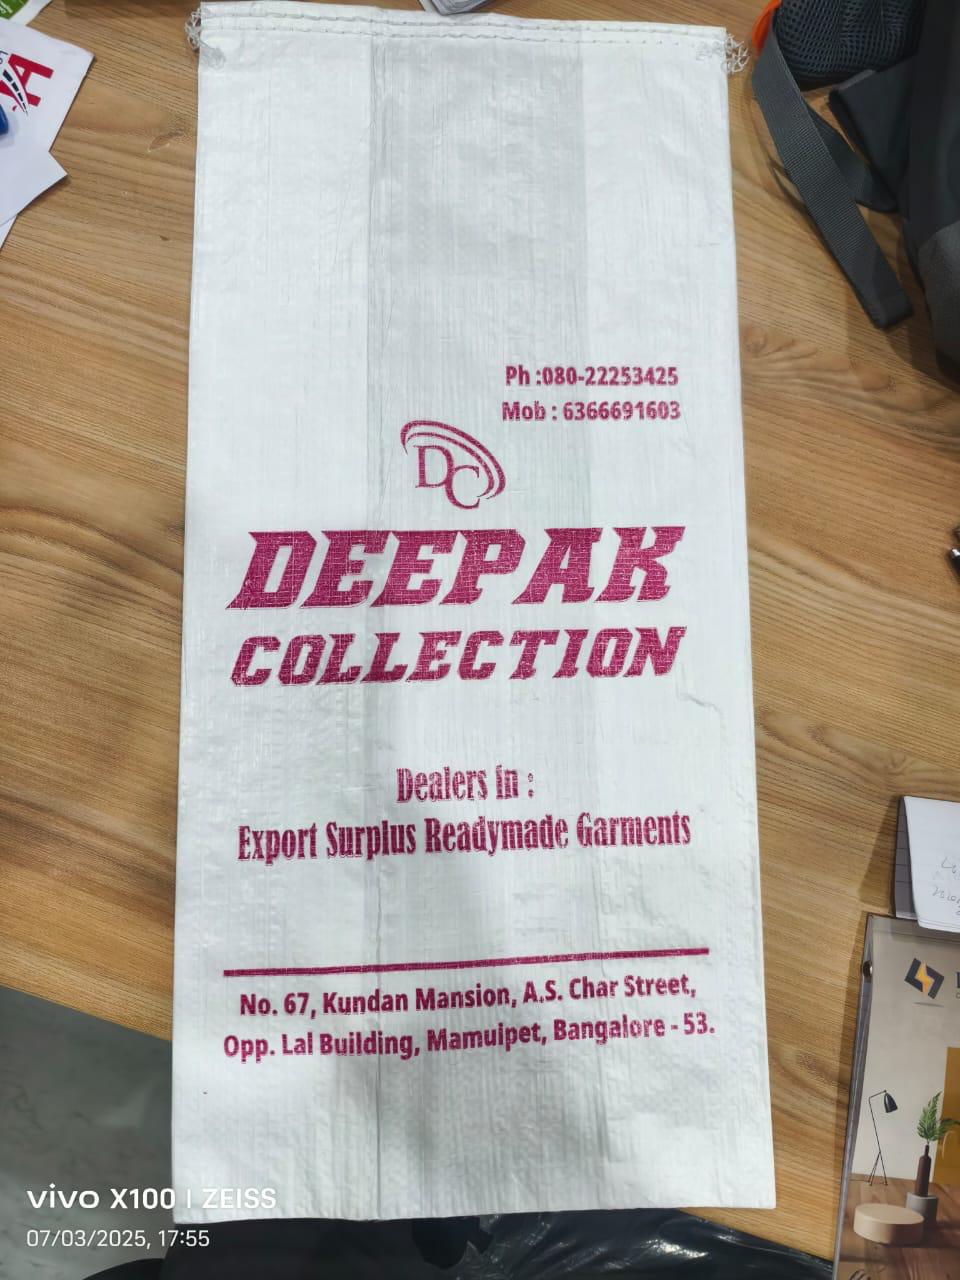 Ph :080-22253425
Mob : 6366691603
DC
DEEPAK
COLLECTION
Dealers in :
Export Surplus Readymade Garments
No. 67, Kundan Mansion, A.S. Char Street,
Opp. Lal Building, Mamuipet, Bangalore - 53.
vivo X100 | ZEISS
07/03/2025, 17:55